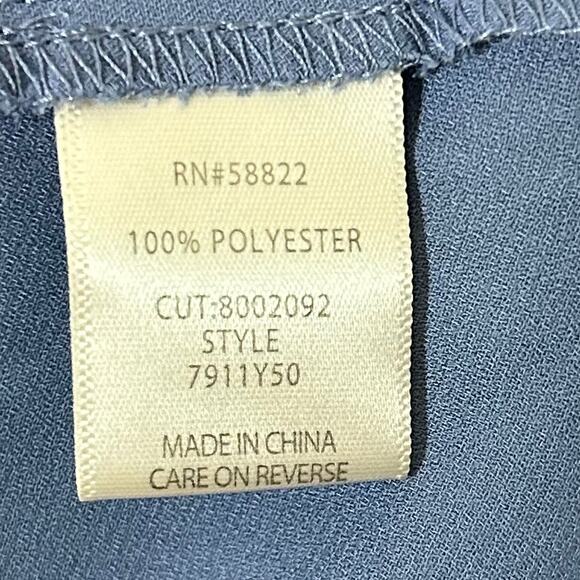 RN#58822
100% POLYESTER
CUT:8002092
STYLE
7911Y50
MADE IN CHINA
CARE ON REVERSE